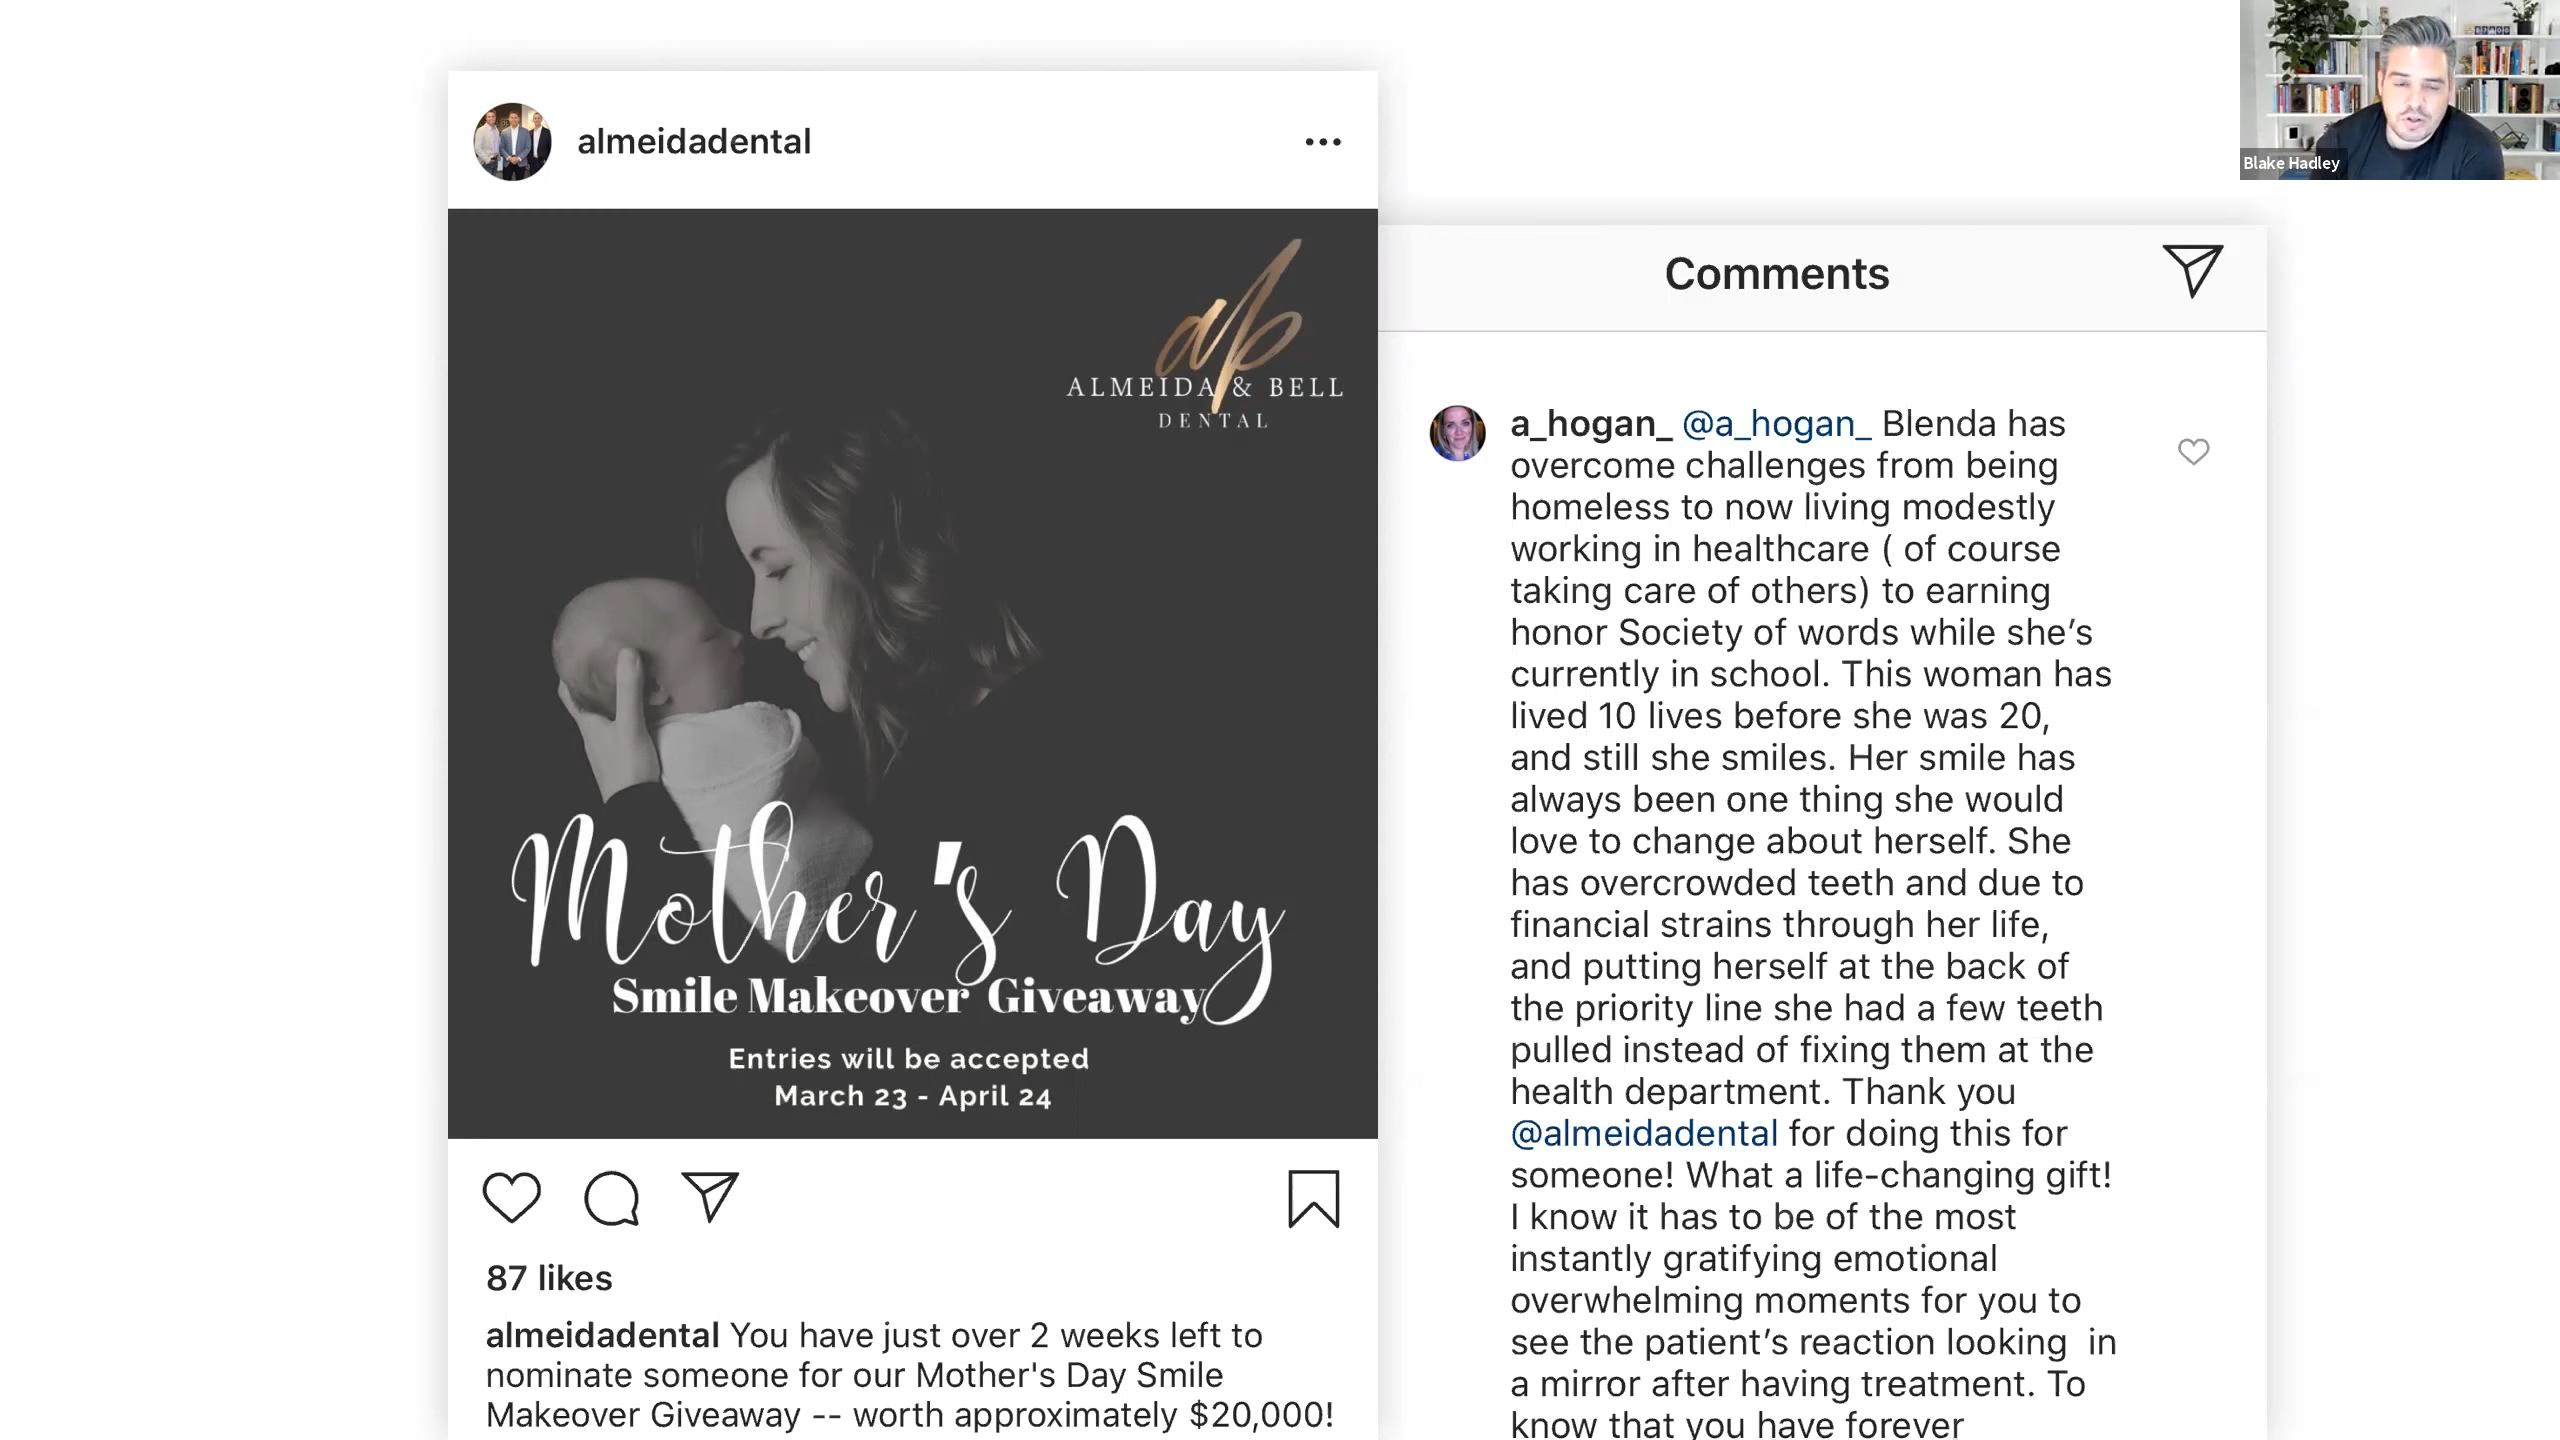 almeidadental
ALMEIDA & BELL
DENTAL
Mother's Day
Smile Makeover Giveaway
Entries will be accepted
March 23 - April 24
87 likes
almeidadental You have just over 2 weeks left to
nominate someone for our Mother's Day Smile
Makeover Giveaway -- worth approximately $20,000!
Blake Hadley
Comments
a_hogan_ @a_hogan_ Blenda has
overcome challenges from being
homeless to now living modestly
working in healthcare ( of course
taking care of others) to earning
honor Society of words while she’s
currently in school. This woman has
lived 10 lives before she was 20,
and still she smiles. Her smile has
always been one thing she would
love to change about herself. She
has overcrowded teeth and due to
financial strains through her life,
and putting herself at the back of
the priority line she had a few teeth
pulled instead of fixing them at the
health department. Thank you
@almeidadental for doing this for
someone! What a life-changing gift!
I know it has to be of the most
instantly gratifying emotional
overwhelming moments for you to
see the patient’s reaction looking  in
a mirror after having treatment. To
know that you have forever